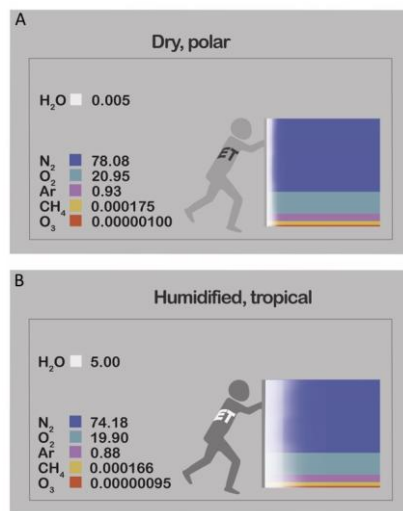 A
Dry, polar
H₂O 0.005
ET
N₂ 78.08
O₂ 20.95
Ar 0.93
CH₄ 0.000175
O₃ 0.00000100
B
Humidified, tropical
H₂O 5.00
ET
N₂ 74.18
O₂ 19.90
Ar 0.88
CH₄ 0.000166
O₃ 0.00000095